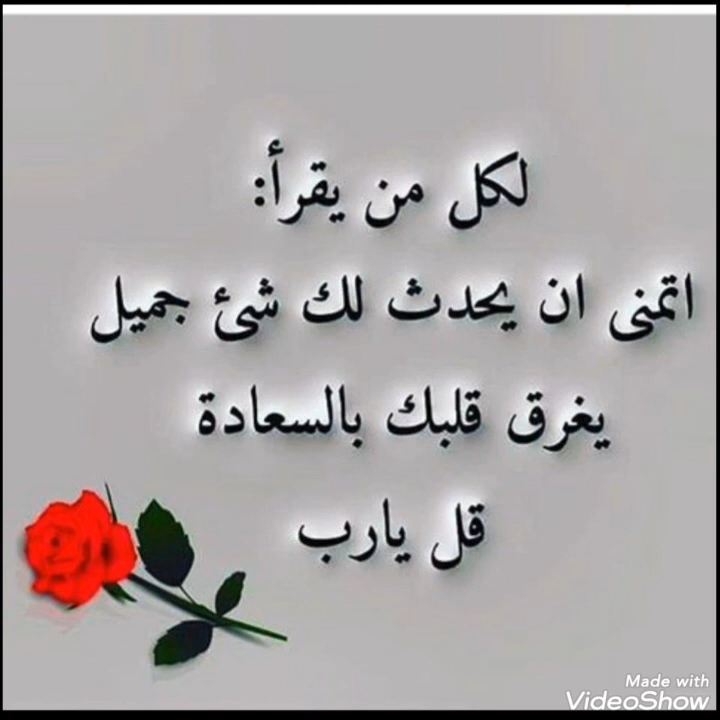 لكل من يقرأ:
اتمنى ان يحدث لك شئ جميل
يغرق قلبك بالسعادة
قل يارب
Made with
VideoShow